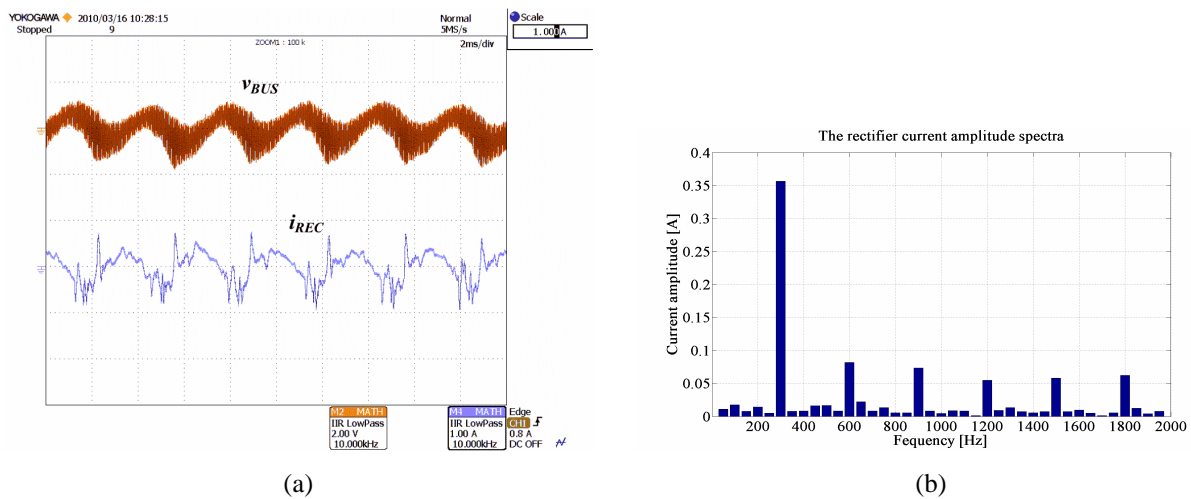 YOKOGAWA 2010/03/16 10:28:15
Stopped 9
Normal
5MS/s
2ms/div
Scale
1.000A
ZOOM1 : 100 k
vBUS
iREC
M2 MATH
IIR LowPass
2.00 V
10.000kHz
M4 MATH
IIR LowPass
1.00 A
10.000kHz
Edge
CH1
0.8 A
DC OFF
(a)
The rectifier current amplitude spectra
Current amplitude [A]
0.4
0.35
0.3
0.25
0.2
0.15
0.1
0.05
0
200 400 600 800 1000 1200 1400 1600 1800 2000
Fequency [Hz]
(b)